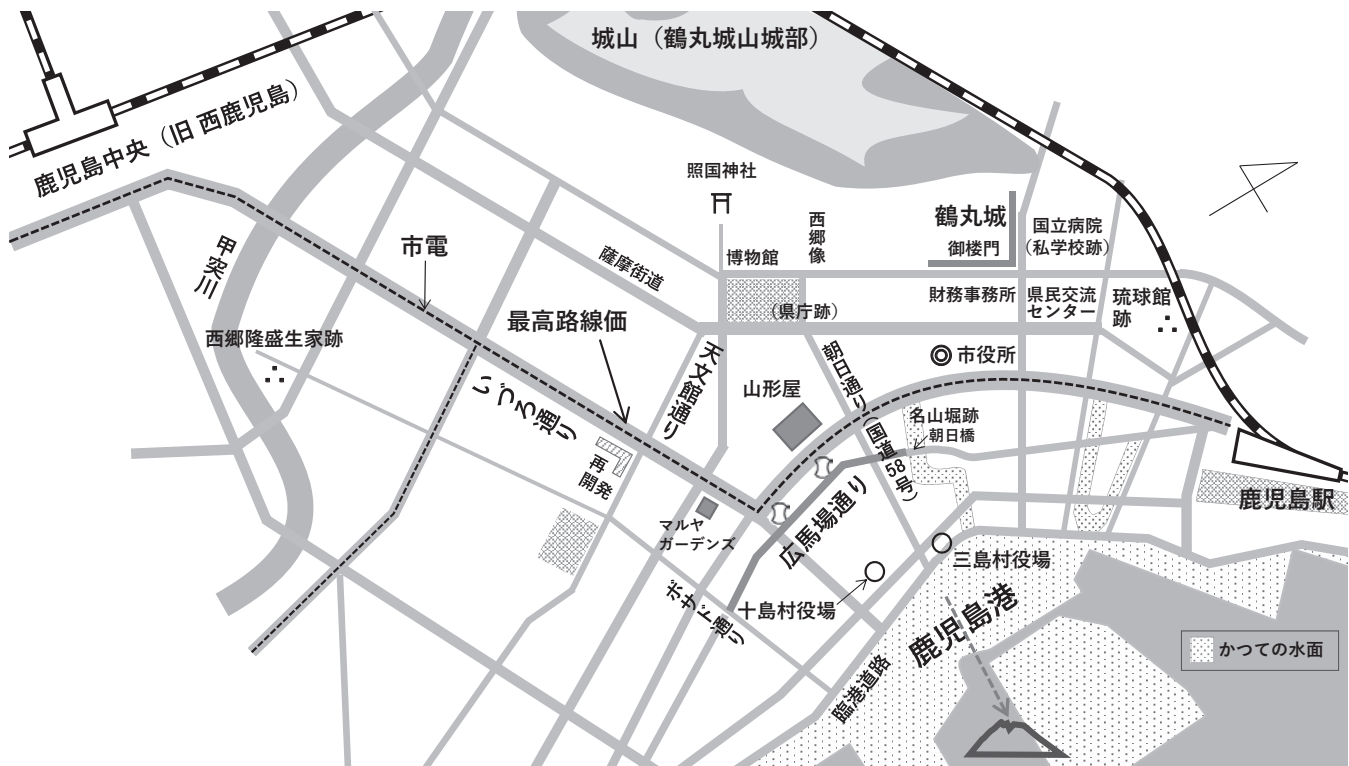 城山（鶴丸城山城部）
鹿児島中央（旧 西鹿児島）
照国神社
鶴丸城
御楼門
国立病院
（私学校跡）
西郷像
博物館
甲突川
市電
薩摩街道
財務事務所
県民交流
センター
琉球館
跡
（県庁跡）
最高路線価
西郷隆盛生家跡
天文館通り
朝日通り（国道58号）
市役所
山形屋
いづろ通り
名山堀跡
朝日橋
再
開発
マルヤ
ガーデンズ
広馬場通り
鹿児島駅
三島村役場
十島村役場
ボサド通り
鹿児島港
臨港道路
かつての水面